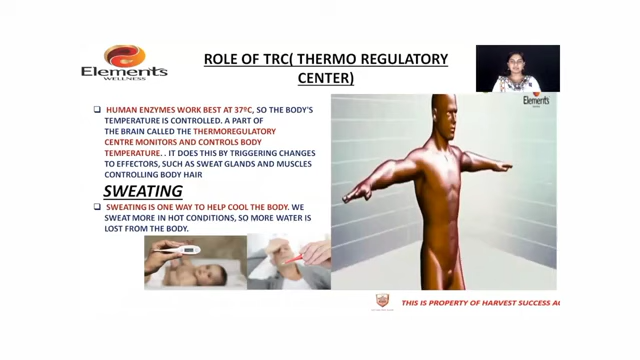 Elements
WELLNESS
ROLE OF TRC( THERMO REGULATORY
CENTER)
Elements
HUMAN ENZYMES WORK BEST AT 37ºC, SO THE BODY'S
TEMPERATURE IS CONTROLLED. A PART OF
THE BRAIN CALLED THE THERMOREGULATORY
CENTRE MONITORS AND CONTROLS BODY
TEMPERATURE. . IT DOES THIS BY TRIGGERING CHANGES
TO EFFECTORS, SUCH AS SWEAT GLANDS AND MUSCLES
CONTROLLING BODY HAIR
SWEATING
SWEATING IS ONE WAY TO HELP COOL THE BODY. WE
SWEAT MORE IN HOT CONDITIONS, SO MORE WATER IS
LOST FROM THE BODY.
THIS IS PROPERTY OF HARVEST SUCCESS AC